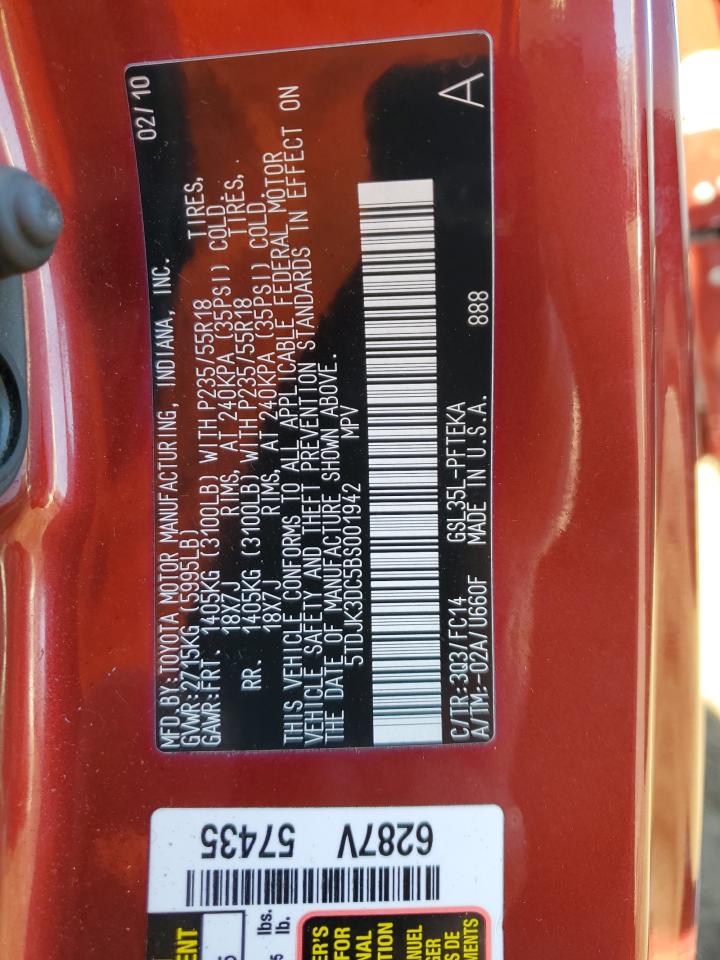 MFD.BY:TOYOTA MOTOR MANUFACTURING, INDIANA, INC. 02/10
GVWR:2715KG (5995LB)
GAWR:FRT. 1405KG (3100LB) WITH P235/55R18 TIRES,
18X7J RIMS, AT 240KPA (35PSI) COLD.
RR. 1405KG (3100LB) WITH P235/55R18 TIRES,
18X7J RIMS, AT 240KPA (35PSI) COLD.
THIS VEHICLE CONFORMS TO ALL APPLICABLE FEDERAL MOTOR
VEHICLE SAFETY AND THEFT PREVENTION STANDARDS IN EFFECT ON
THE DATE OF MANUFACTURE SHOWN ABOVE.
5TDJK3DC5BS001942 MPV
C/TR:3Q3/FC14 GSL35L-PFTEKA
A/TM:-02A/U660F MADE IN U.S.A. 888 A
6287V 57435
lbs.
lb.